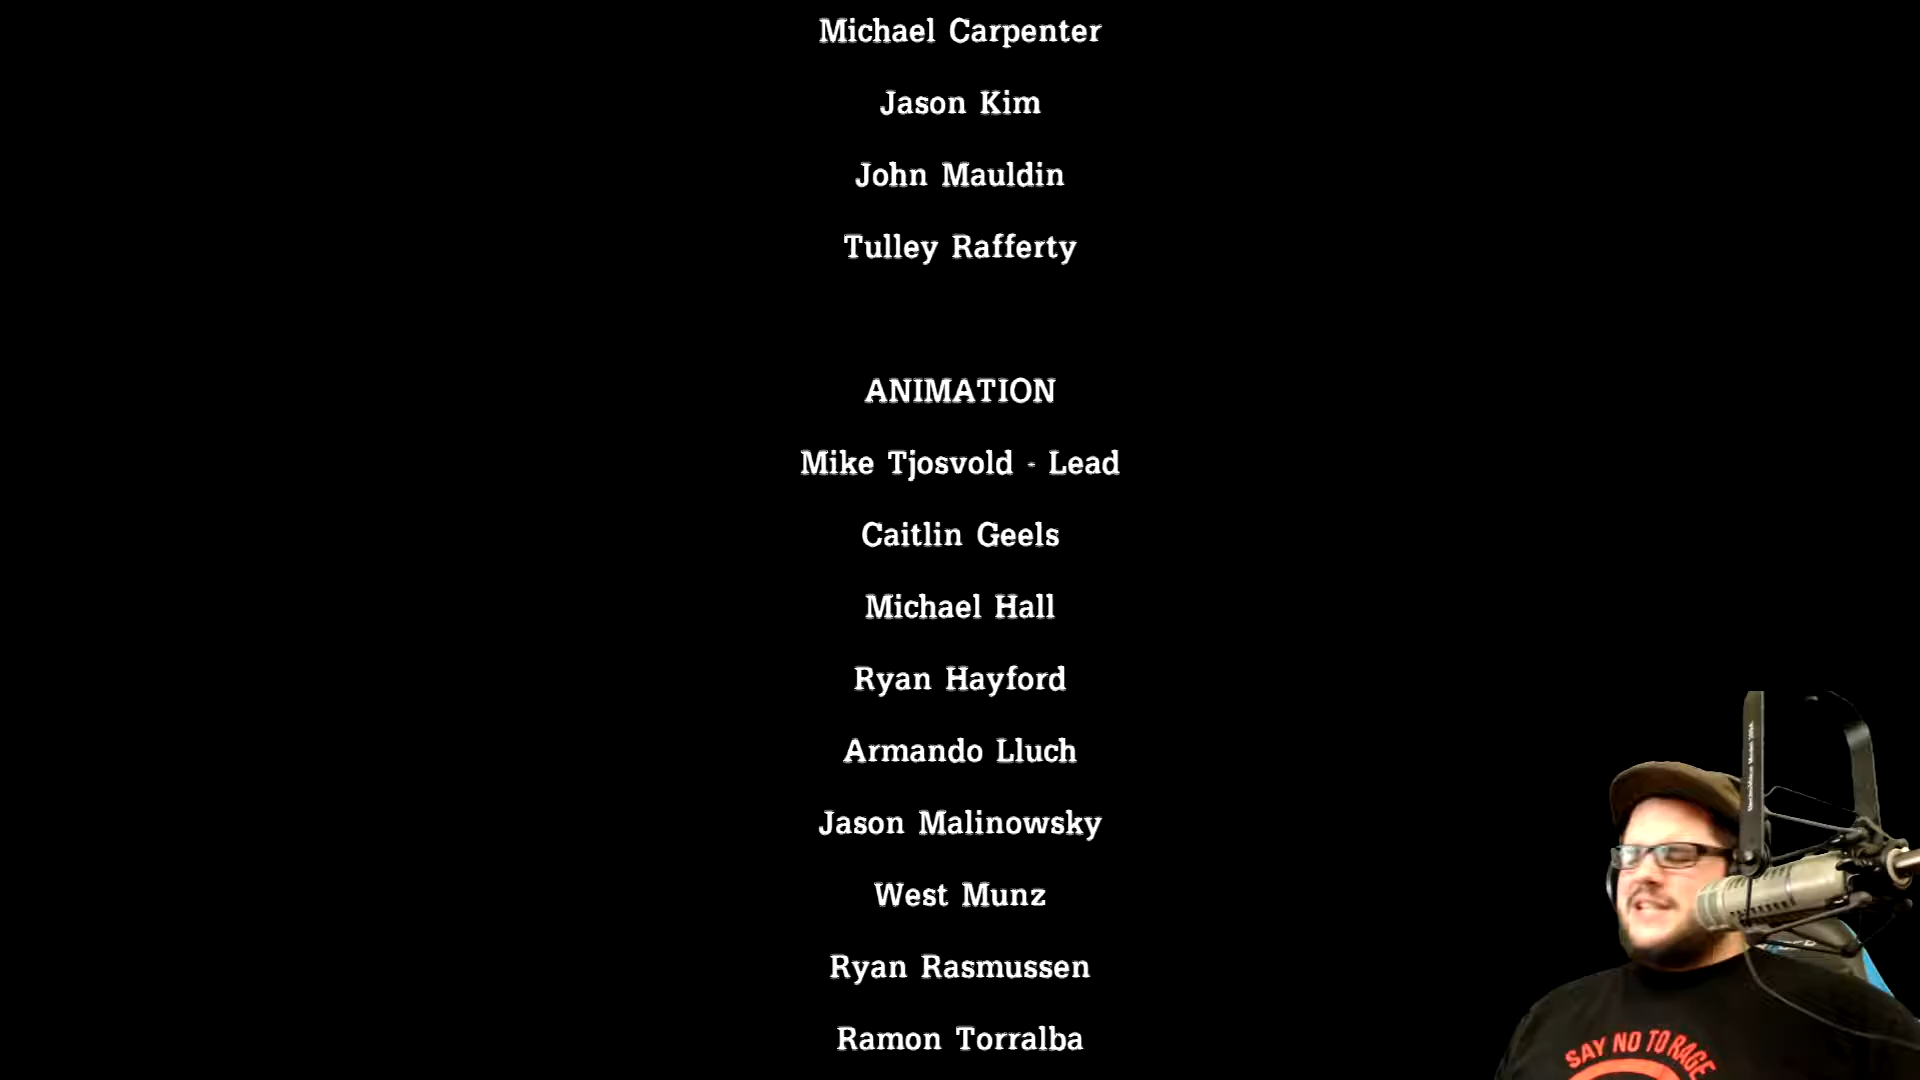 Michael Carpenter
Jason Kim
John Mauldin
Tulley Rafferty
ANIMATION
Mike Tjosvold - Lead
Caitlin Geels
Michael Hall
Ryan Hayford
Armando Lluch
Jason Malinowsky
West Munz
Ryan Rasmussen
Ramon Torralba
SAY NO TO RAGE